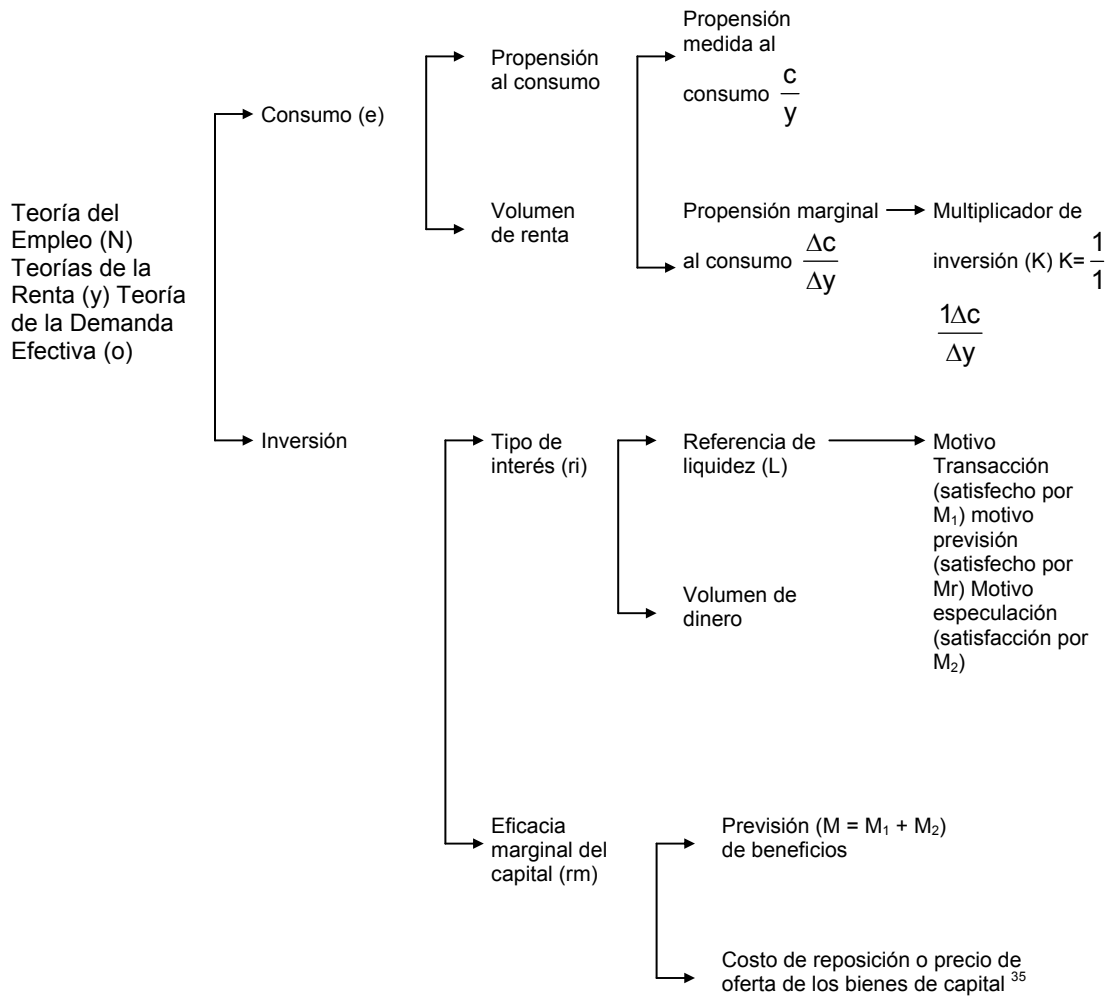 Teoría del
Empleo (N)
Teorías de la
Renta (y) Teoría
de la Demanda
Efectiva (o)
Consumo (e)
Propensión
al consumo
Propensión
medida al
consumo c/y
Volumen
de renta
Propensión marginal
al consumo Δc/Δy
Multiplicador de
inversión (K) K= 1/1
1Δc/Δy
Inversión
Tipo de
interés (ri)
Referencia de
liquidez (L)
Motivo
Transacción
(satisfecho por
M₁) motivo
previsión
(satisfecho por
Mr) Motivo
especulación
(satisfacción por
M₂)
Volumen de
dinero
Eficacia
marginal del
capital (rm)
Previsión (M = M₁ + M₂)
de beneficios
Costo de reposición o precio de
oferta de los bienes de capital ³⁵